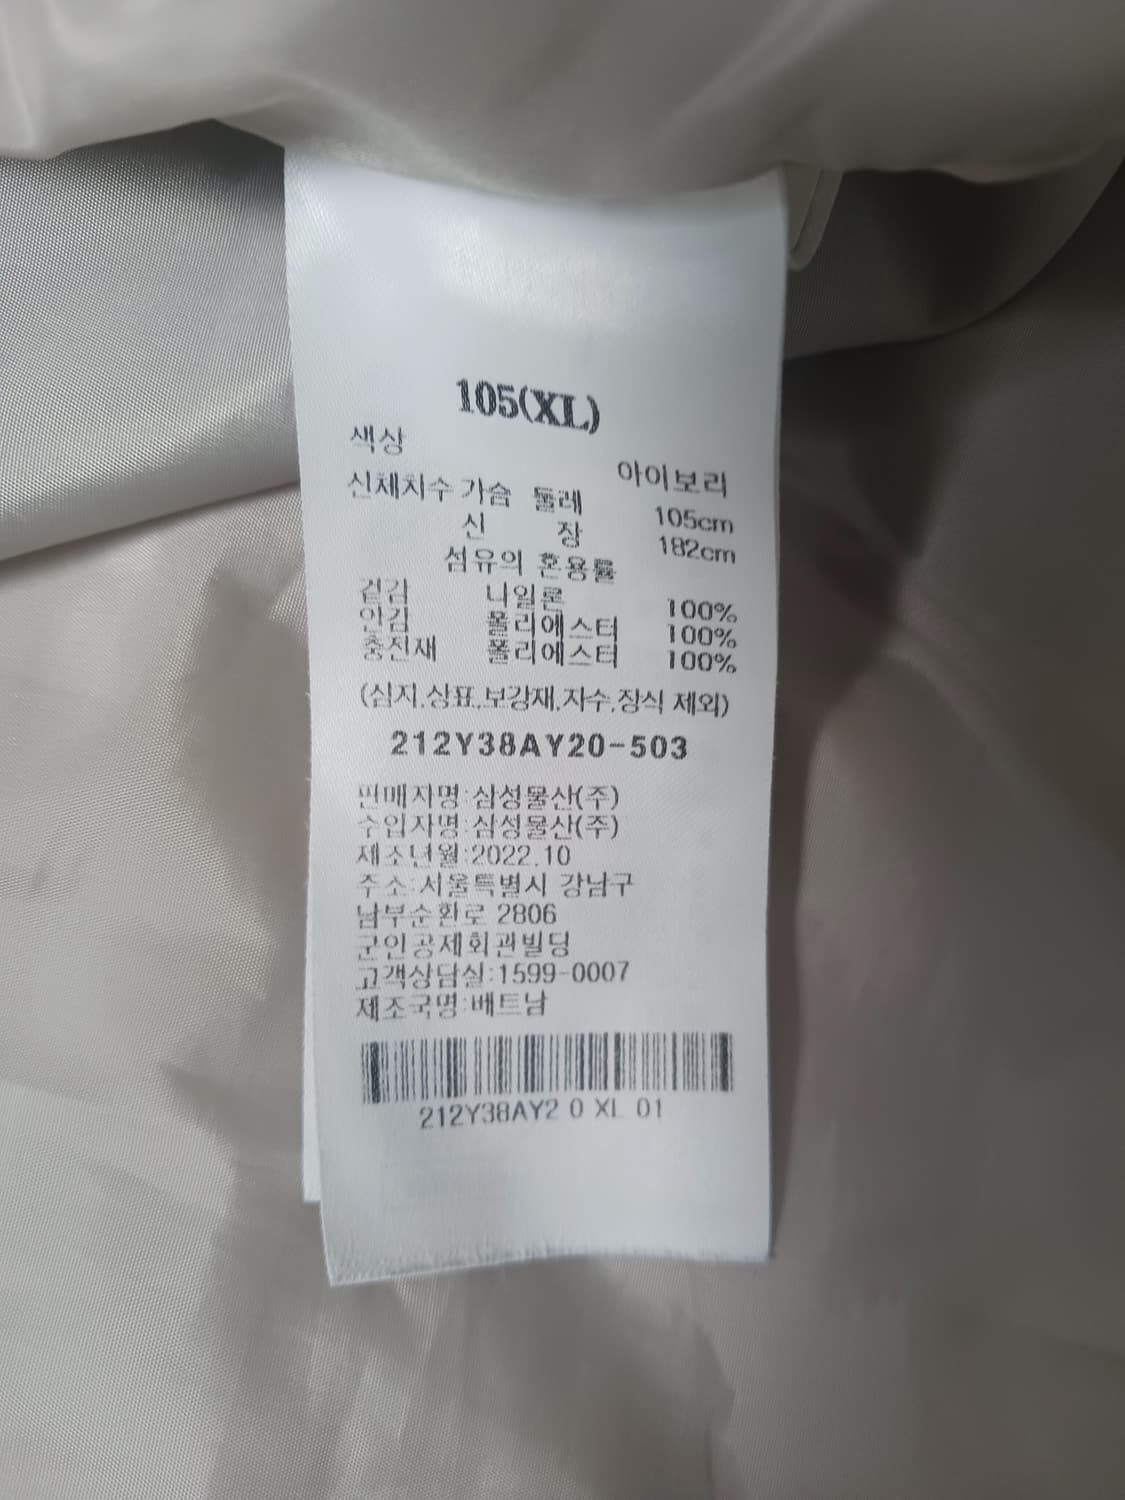 105(XL)
색상 아이보리
신체치수 가슴 둘레 105cm
신 장 182cm
섬유의 혼용률
겉감 나일론 100%
안감 폴리에스터 100%
충전재 폴리에스터 100%
(심지,상표,보강재,자수,장식 제외)
212Y38AY20-503
판매자명:삼성물산(주)
수입자명:삼성물산(주)
제조년월:2022.10
주소:서울특별시 강남구
남부순환로 2806
군인공제회관빌딩
고객상담실:1599-0007
제조국명:베트남
212Y38AY2 0 XL 01